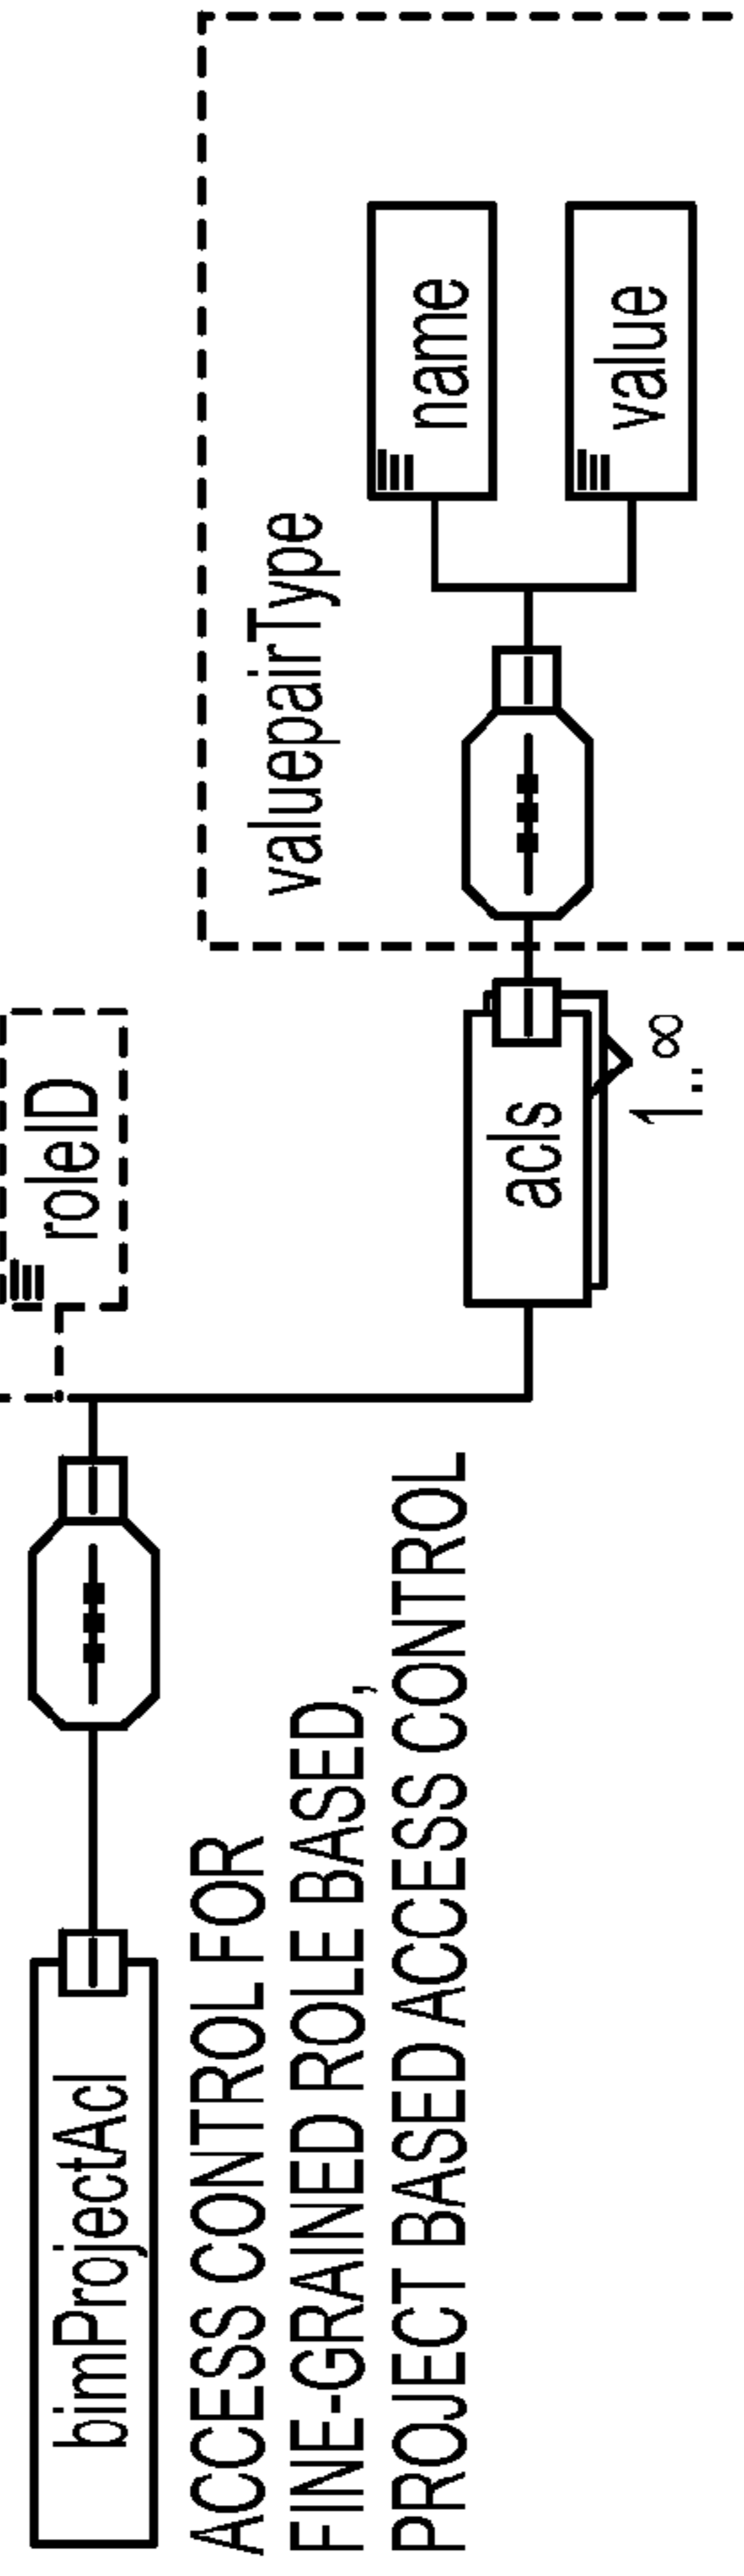 bimProjectAcl
ACCESS CONTROL FOR
FINE-GRAINED ROLE BASED,
PROJECT BASED ACCESS CONTROL
roleID
acls
1..∞
valuepairType
name
value